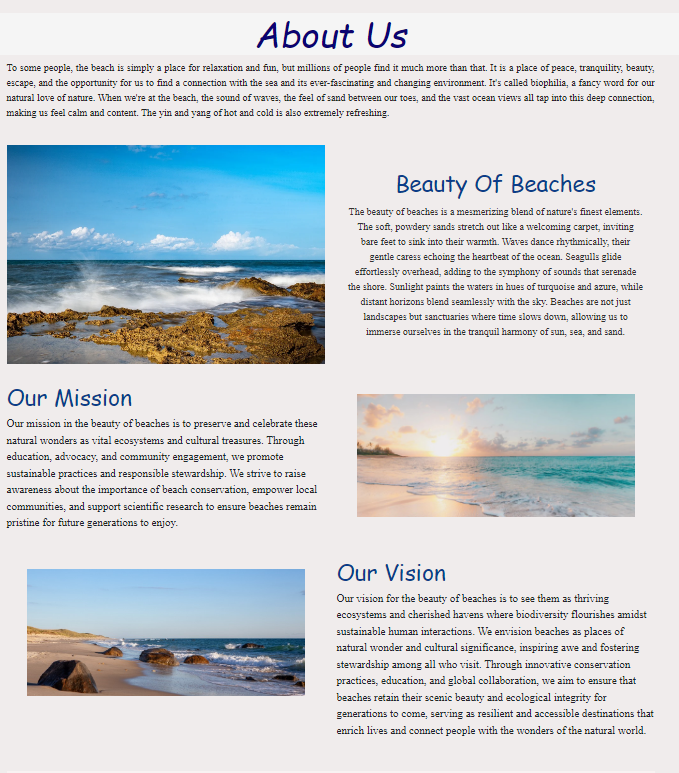 About Us
To some people, the beach is simply a place for relaxation and fun, but millions of people find it much more than that. It is a place of peace, tranquility, beauty,
escape, and the opportunity for us to find a connection with the sea and its ever-fascinating and changing environment. It's called biophilia, a fancy word for our
natural love of nature. When we're at the beach, the sound of waves, the feel of sand between our toes, and the vast ocean views all tap into this deep connection,
making us feel calm and content. The yin and yang of hot and cold is also extremely refreshing.
Beauty Of Beaches
The beauty of beaches is a mesmerizing blend of nature's finest elements.
The soft, powdery sands stretch out like a welcoming carpet, inviting
bare feet to sink into their warmth. Waves dance rhythmically, their
gentle caress echoing the heartbeat of the ocean. Seagulls glide
effortlessly overhead, adding to the symphony of sounds that serenade
the shore. Sunlight paints the waters in hues of turquoise and azure, while
distant horizons blend seamlessly with the sky. Beaches are not just
landscapes but sanctuaries where time slows down, allowing us to
immerse ourselves in the tranquil harmony of sun, sea, and sand.
Our Mission
Our mission in the beauty of beaches is to preserve and celebrate these
natural wonders as vital ecosystems and cultural treasures. Through
education, advocacy, and community engagement, we promote
sustainable practices and responsible stewardship. We strive to raise
awareness about the importance of beach conservation, empower local
communities, and support scientific research to ensure beaches remain
pristine for future generations to enjoy.
Our Vision
Our vision for the beauty of beaches is to see them as thriving
ecosystems and cherished havens where biodiversity flourishes amidst
sustainable human interactions. We envision beaches as places of
natural wonder and cultural significance, inspiring awe and fostering
stewardship among all who visit. Through innovative conservation
practices, education, and global collaboration, we aim to ensure that
beaches retain their scenic beauty and ecological integrity for
generations to come, serving as resilient and accessible destinations that
enrich lives and connect people with the wonders of the natural world.